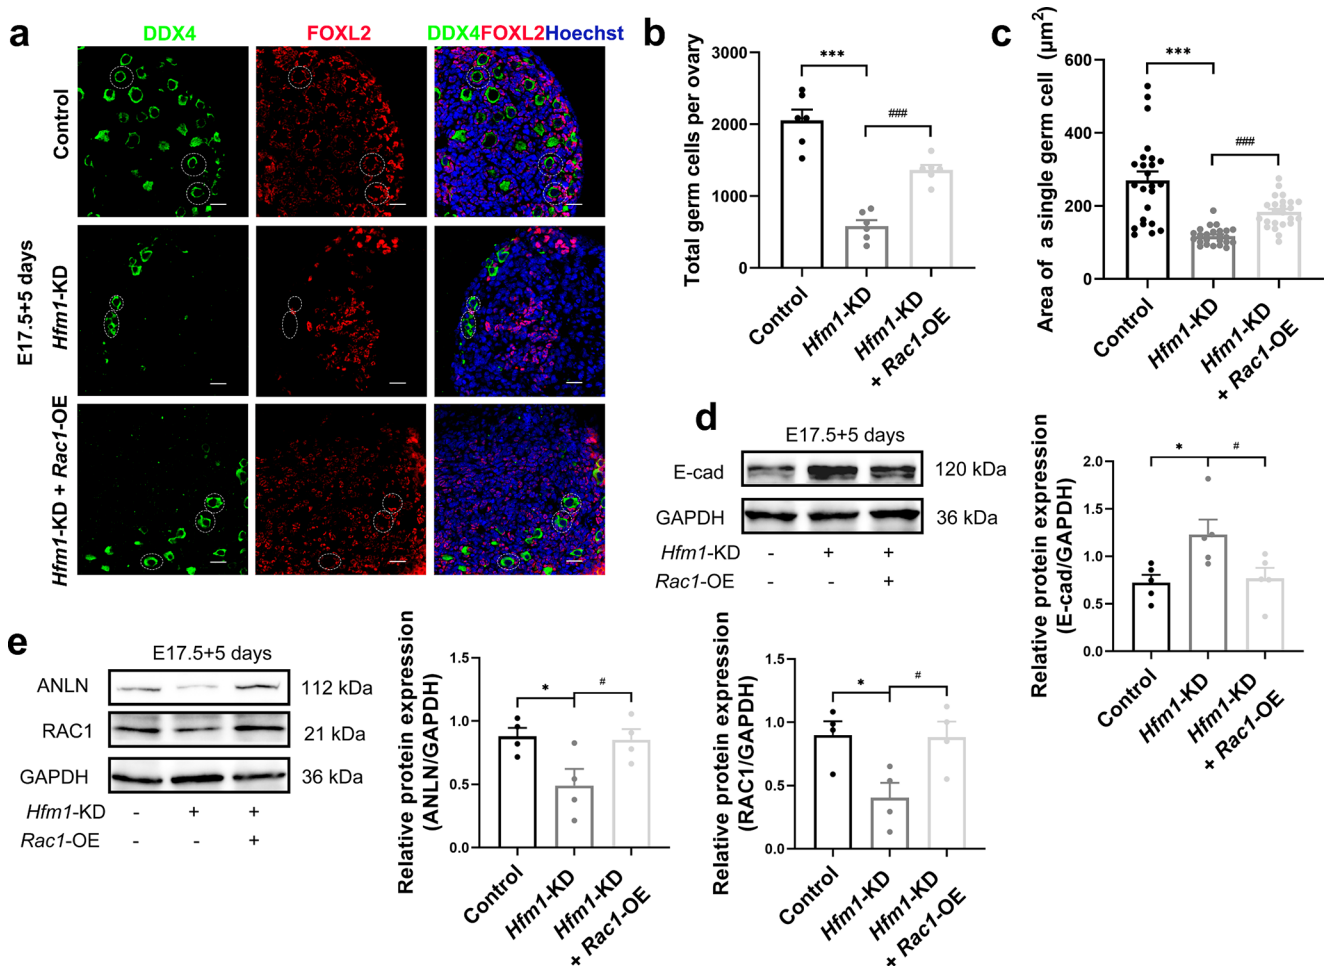 a
DDX4
FOXL2
DDX4FOXL2Hoechst
E17.5+5 days
Control
Hfm1-KD
Hfm1-KD + Rac1-OE
b
Total germ cells per ovary
3000
2000
1000
0
***
###
Control
Hfm1-KD
Hfm1-KD
+ Rac1-OE
c
Area of a single germ cell (μm²)
600
400
200
0
***
###
Control
Hfm1-KD
Hfm1-KD
+ Rac1-OE
d
E17.5+5 days
E-cad
120 kDa
GAPDH
36 kDa
Hfm1-KD - + +
Rac1-OE - - +
Relative protein expression
(E-cad/GAPDH)
2.0
1.5
1.0
0.5
0.0
*
#
Control
Hfm1-KD
Hfm1-KD
+ Rac1-OE
e
E17.5+5 days
ANLN
112 kDa
RAC1
21 kDa
GAPDH
36 kDa
Hfm1-KD - + +
Rac1-OE - - +
Relative protein expression
(ANLN/GAPDH)
1.5
1.0
0.5
0.0
*
#
Control
Hfm1-KD
Hfm1-KD
+ Rac1-OE
Relative protein expression
(RAC1/GAPDH)
1.5
1.0
0.5
0.0
*
#
Control
Hfm1-KD
Hfm1-KD
+ Rac1-OE